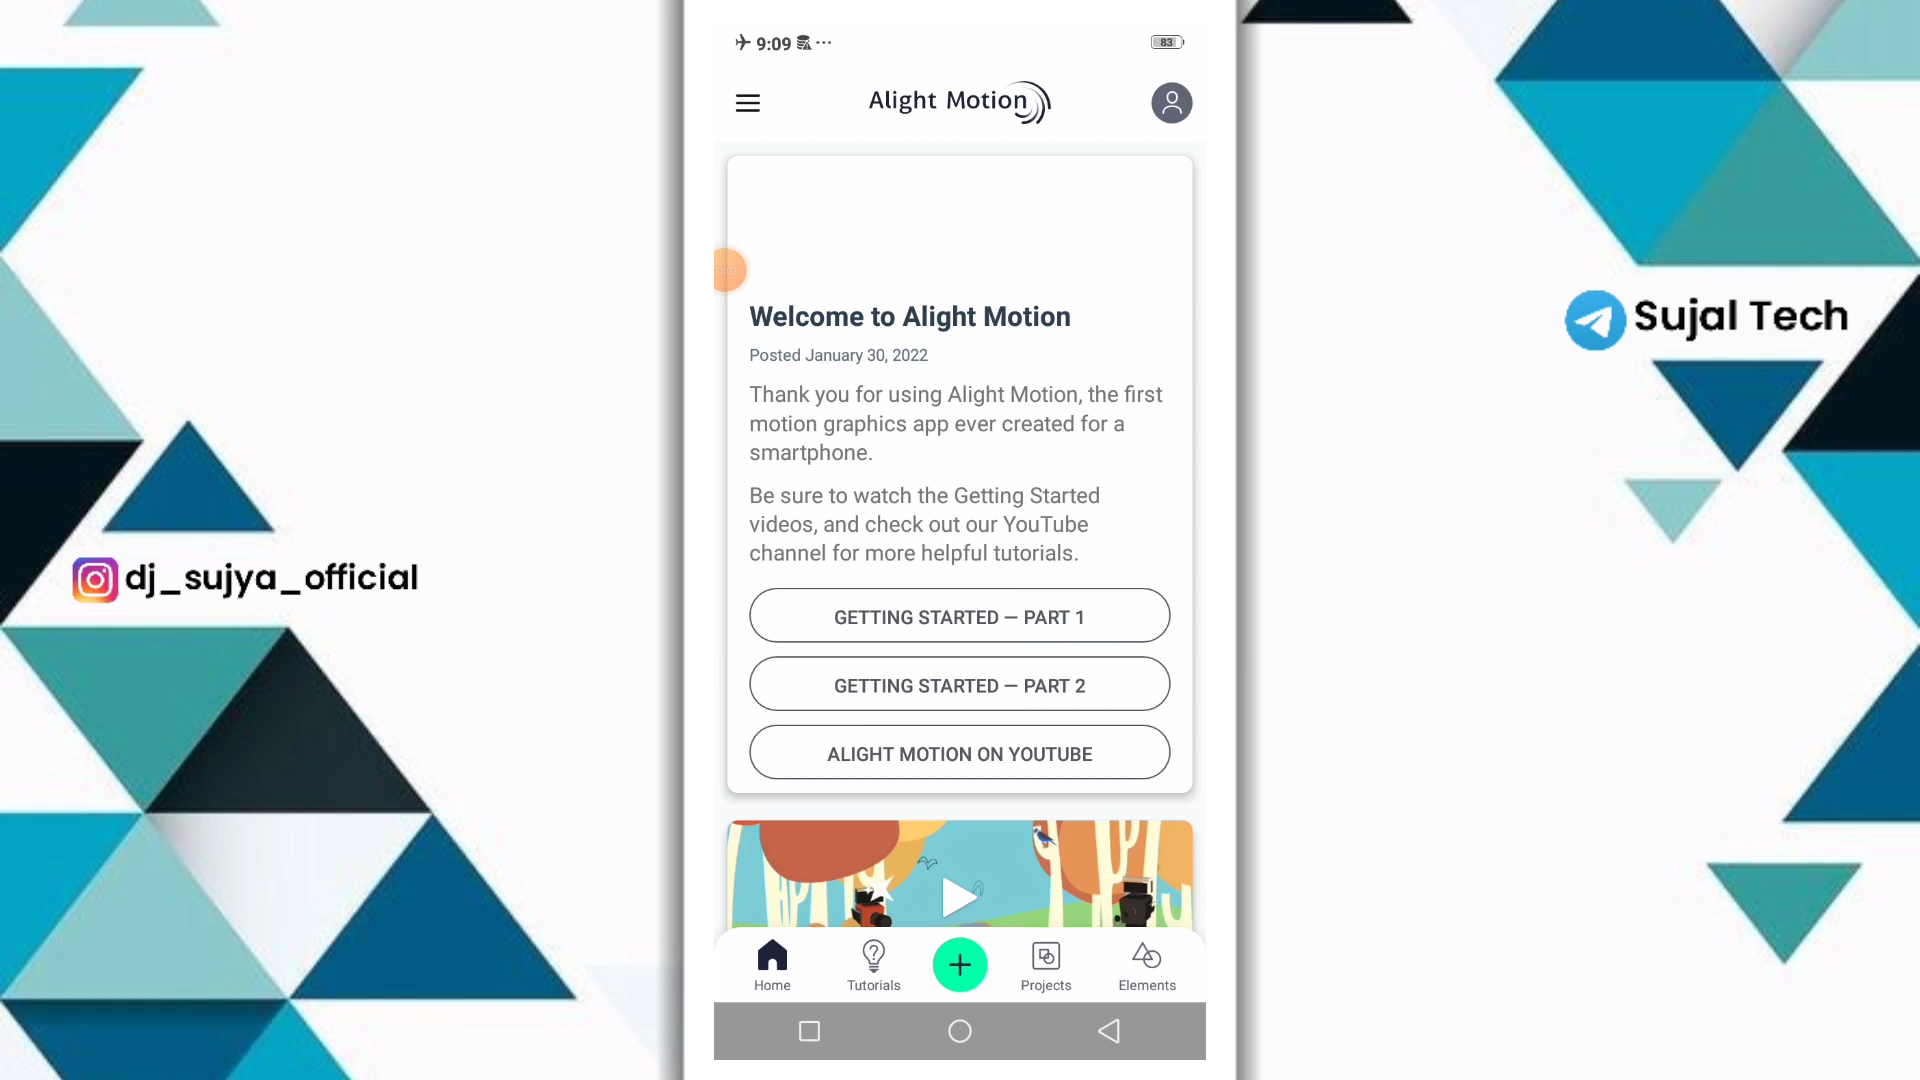 9:09
83
Alight Motion
00:02
Welcome to Alight Motion
Posted January 30, 2022
Thank you for using Alight Motion, the first
motion graphics app ever created for a
smartphone.
Be sure to watch the Getting Started
videos, and check out our YouTube
channel for more helpful tutorials.
GETTING STARTED — PART 1
GETTING STARTED — PART 2
ALIGHT MOTION ON YOUTUBE
Home
Tutorials
Projects
Elements
dj_sujya_official
Sujal Tech